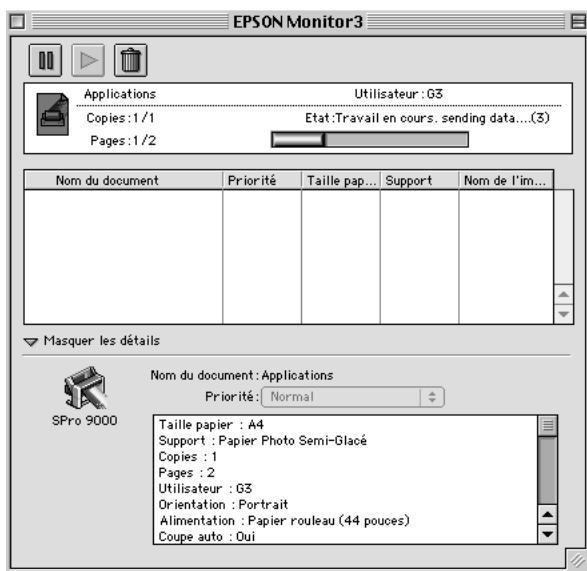 EPSON Monitor3
Applications
Utilisateur :G3
Copies :1/1
Etat:Travail en cours. sending data....(3)
Pages :1/2
Nom du document
Priorité
Taille pap...
Support
Nom de l'im...
Masquer les détails
SPro 9000
Nom du document : Applications
Priorité : Normal
Taille papier : A4
Support : Papier Photo Semi-Glacé
Copies : 1
Pages : 2
Utilisateur : G3
Orientation : Portrait
Alimentation : Papier rouleau (44 pouces)
Coupe auto : Oui